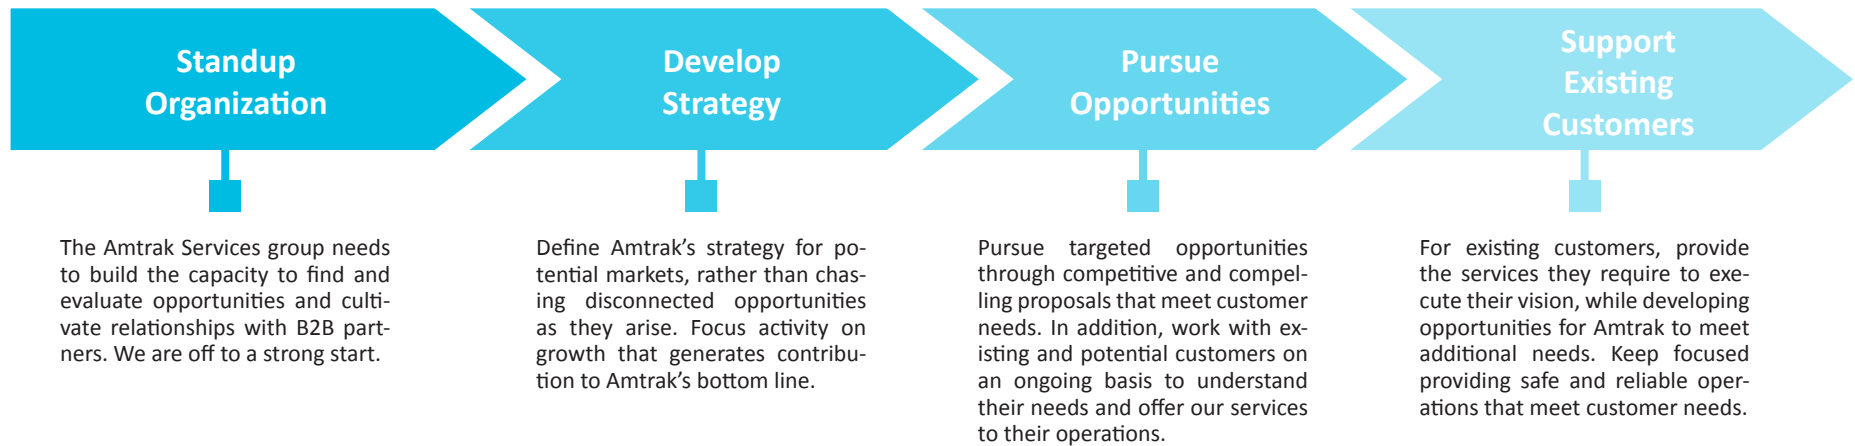 Standup
Organization
Develop
Strategy
Pursue
Opportunities
Support
Existing
Customers
The Amtrak Services group needs
to build the capacity to find and
evaluate opportunities and culti-
vate relationships with B2B part-
ners. We are off to a strong start.
Define Amtrak’s strategy for po-
tential markets, rather than chas-
ing disconnected opportunities
as they arise. Focus activity on
growth that generates contribu-
tion to Amtrak’s bottom line.
Pursue targeted opportunities
through competitive and compel-
ling proposals that meet customer
needs. In addition, work with ex-
isting and potential customers on
an ongoing basis to understand
their needs and offer our services
to their operations.
For existing customers, provide
the services they require to exe-
cute their vision, while developing
opportunities for Amtrak to meet
additional needs. Keep focused
providing safe and reliable oper-
ations that meet customer needs.